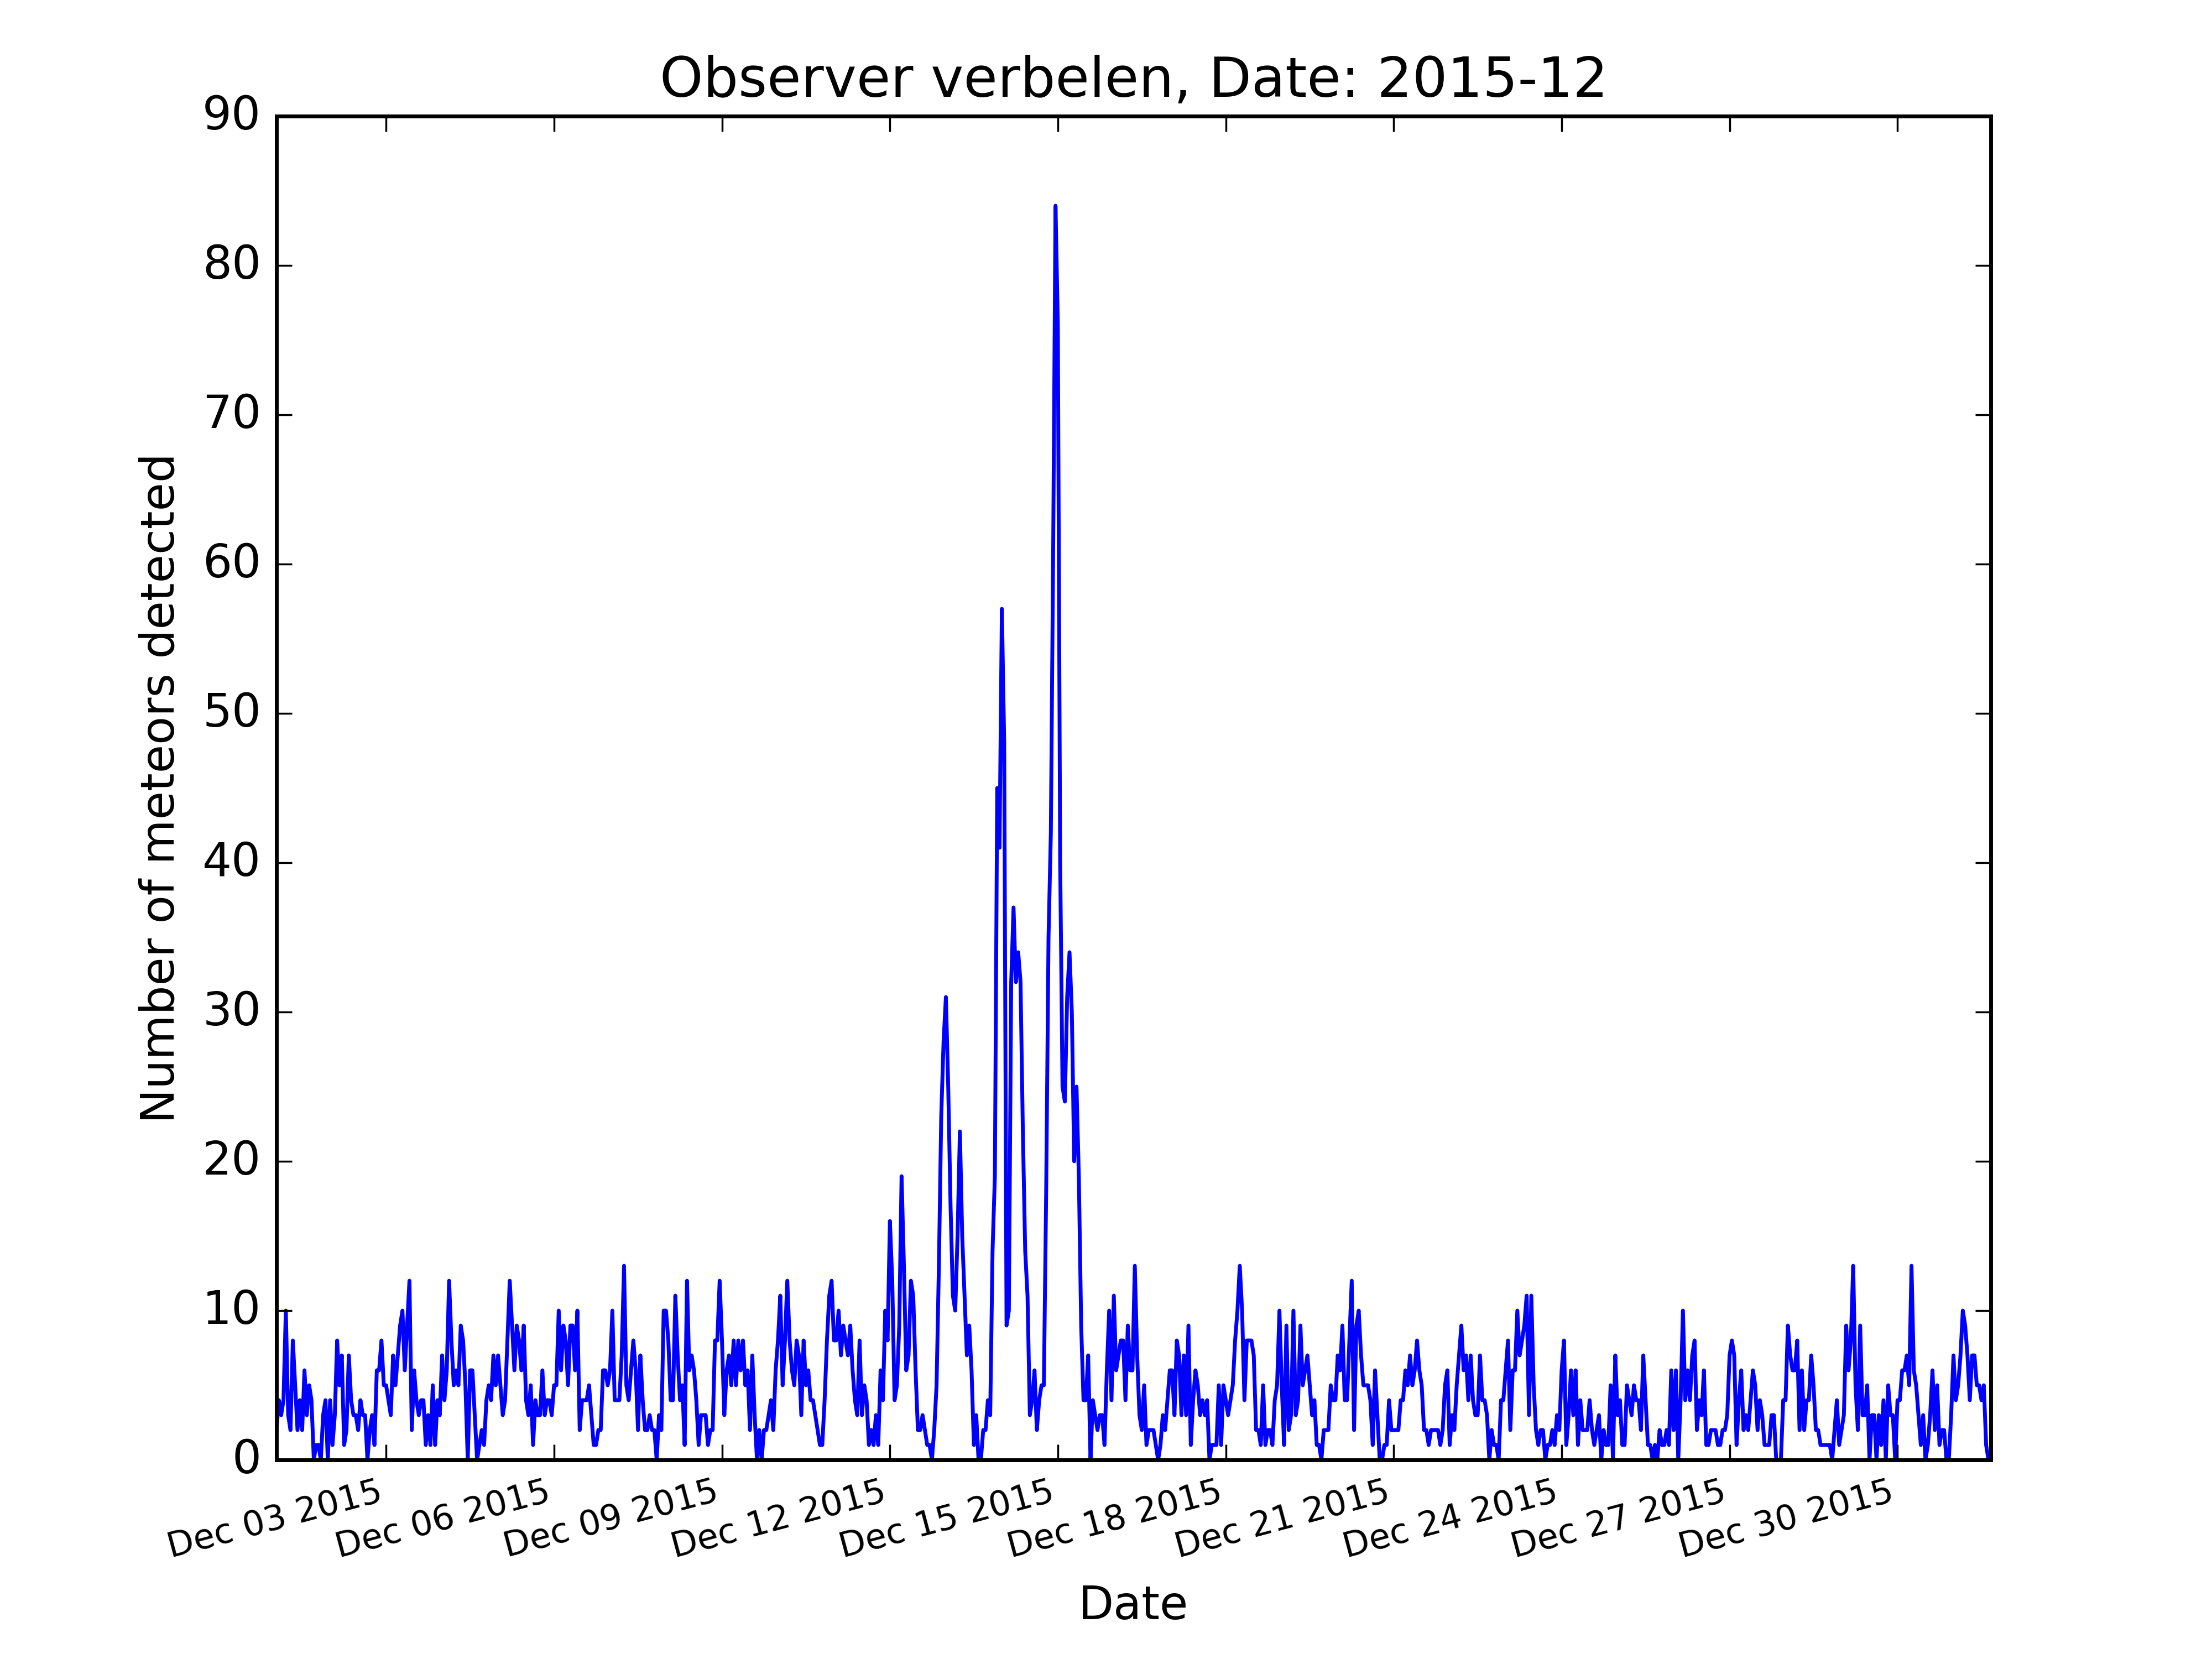 Observer verbelen, Date: 2015-12
90
80
70
60
50
40
30
20
10
0
Number of meteors detected
Dec 03 2015
Dec 06 2015
Dec 09 2015
Dec 12 2015
Dec 15 2015
Dec 18 2015
Dec 21 2015
Dec 24 2015
Dec 27 2015
Dec 30 2015
Date